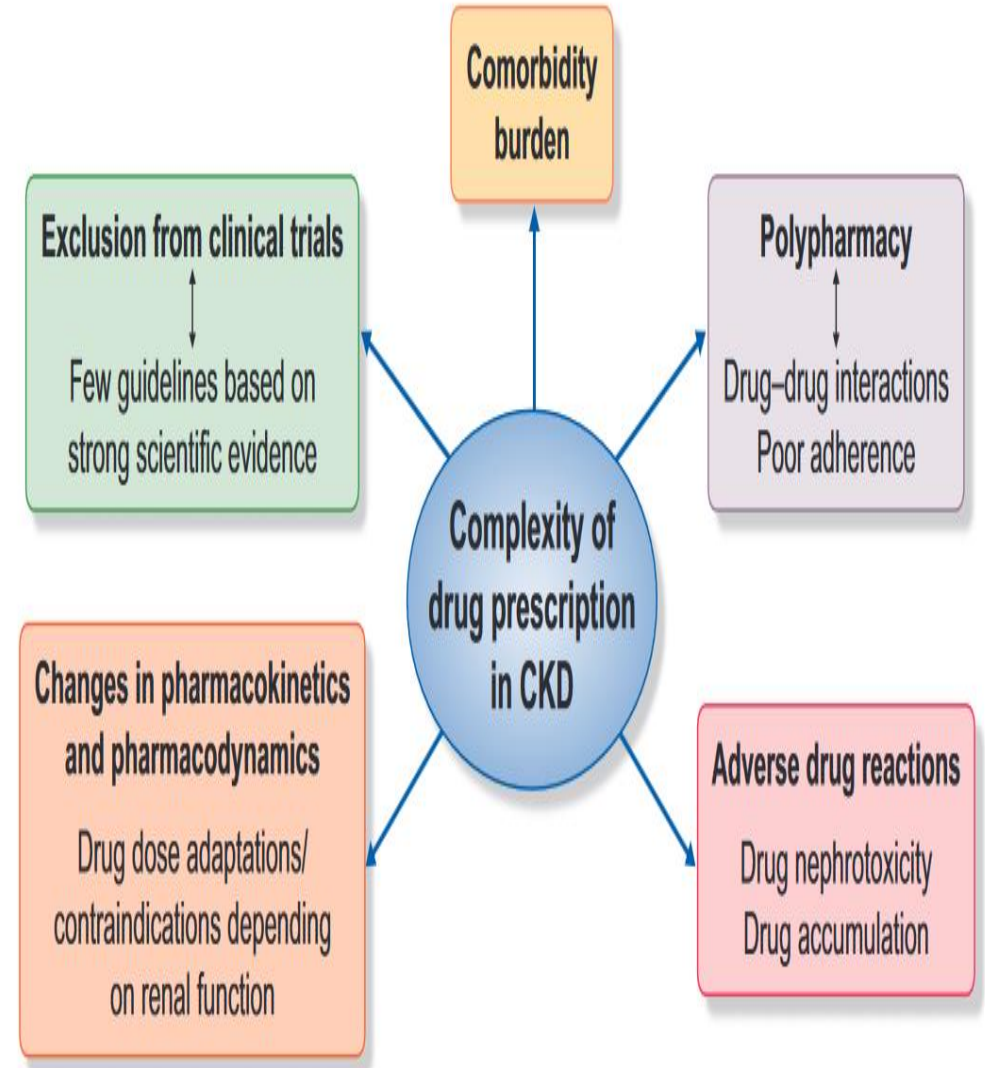 Comorbidity
burden
Exclusion from clinical trials
Few guidelines based on
strong scientific evidence
Polypharmacy
Drug–drug interactions
Poor adherence
Complexity of
drug prescription
in CKD
Changes in pharmacokinetics
and pharmacodynamics
Drug dose adaptations/
contraindications depending
on renal function
Adverse drug reactions
Drug nephrotoxicity
Drug accumulation